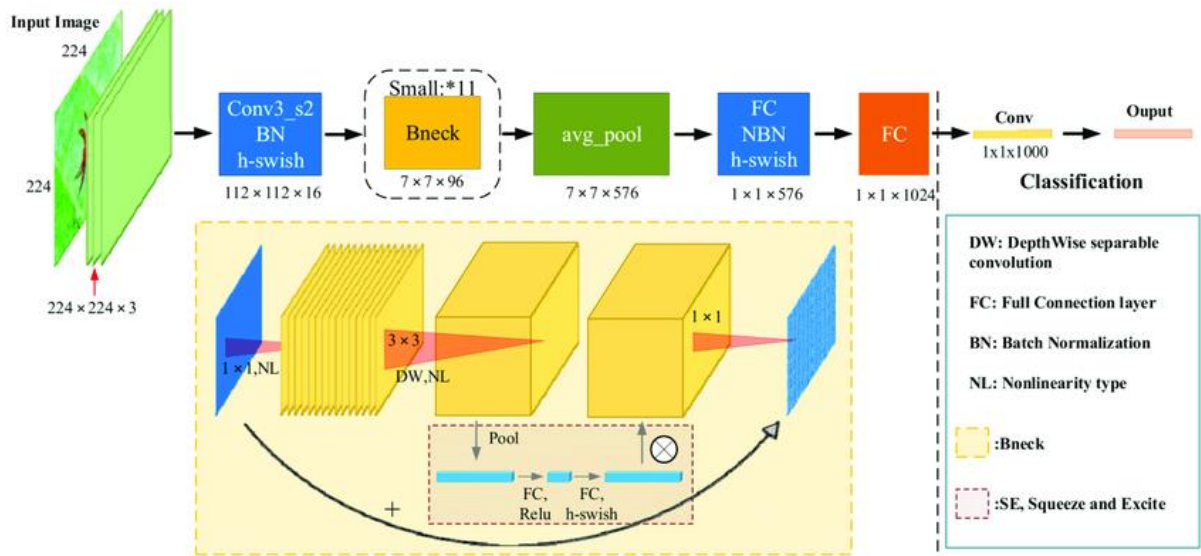 Input Image
224
224
224 × 224 × 3
Conv3_s2
BN
h-swish
112 × 112 × 16
Small:*11
Bneck
7 × 7 × 96
avg_pool
7 × 7 × 576
FC
NBN
h-swish
1 × 1 × 576
FC
1 × 1 × 1024
Conv
1x1x1000
Ouput
Classification
1 × 1,NL
3 × 3
DW,NL
1 × 1
Pool
FC,
Relu
FC,
h-swish
+
DW: DepthWise separable
convolution
FC: Full Connection layer
BN: Batch Normalization
NL: Nonlinearity type
:Bneck
:SE, Squeeze and Excite